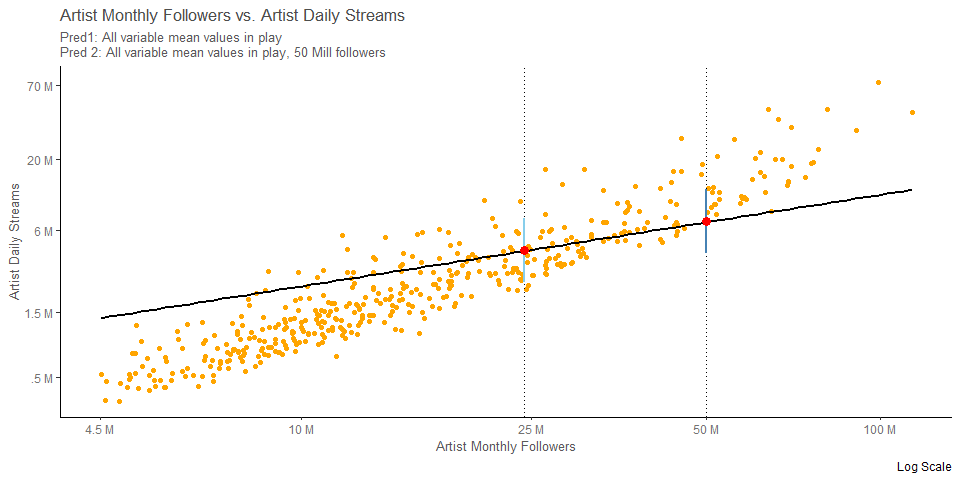 Artist Monthly Followers vs. Artist Daily Streams
Pred1: All variable mean values in play
Pred 2: All variable mean values in play, 50 Mill followers
Artist Daily Streams
70 M
20 M
6 M
1.5 M
.5 M
4.5 M
10 M
25 M
50 M
100 M
Artist Monthly Followers
Log Scale